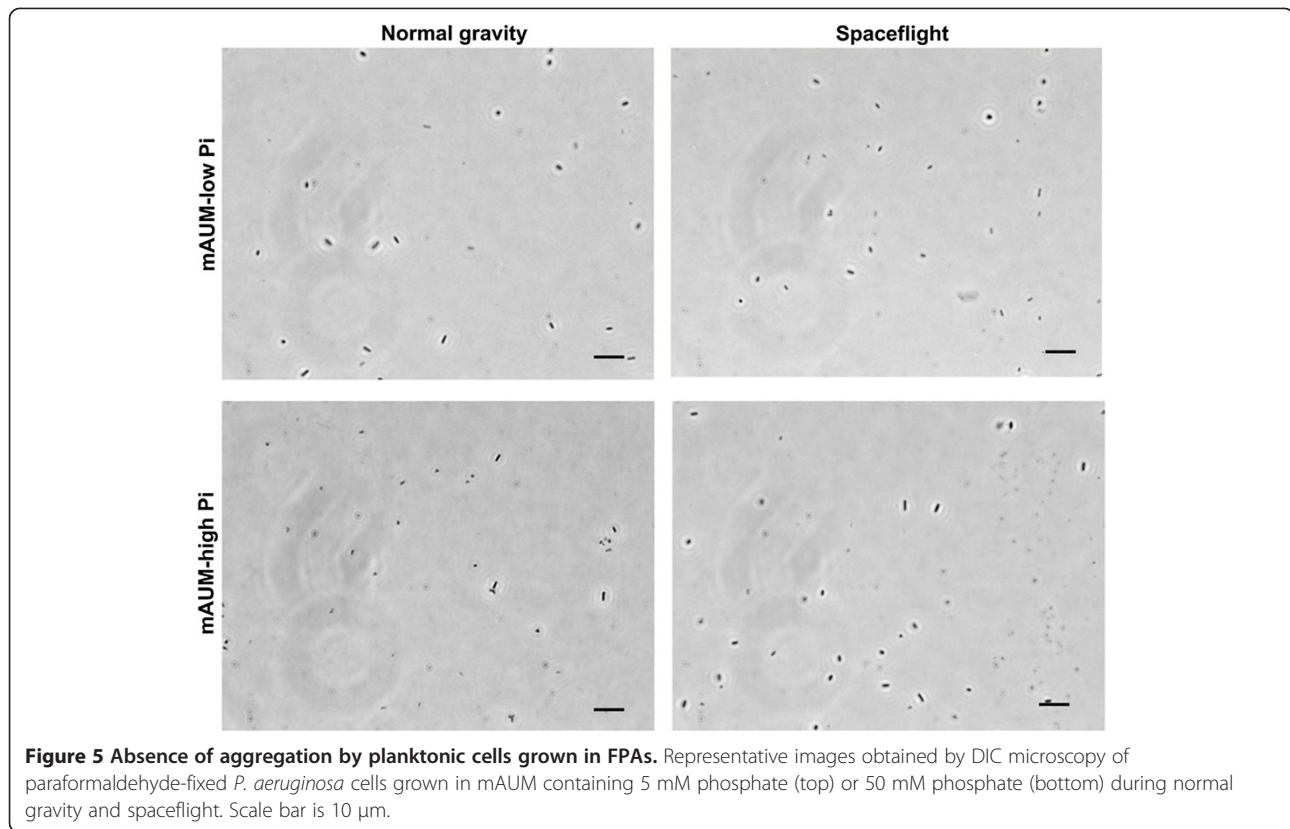 Normal gravity
Spaceflight
mAUM-low Pi
mAUM-high Pi
Figure 5 Absence of aggregation by planktonic cells grown in FPAs. Representative images obtained by DIC microscopy of
paraformaldehyde-fixed P. aeruginosa cells grown in mAUM containing 5 mM phosphate (top) or 50 mM phosphate (bottom) during normal
gravity and spaceflight. Scale bar is 10 μm.